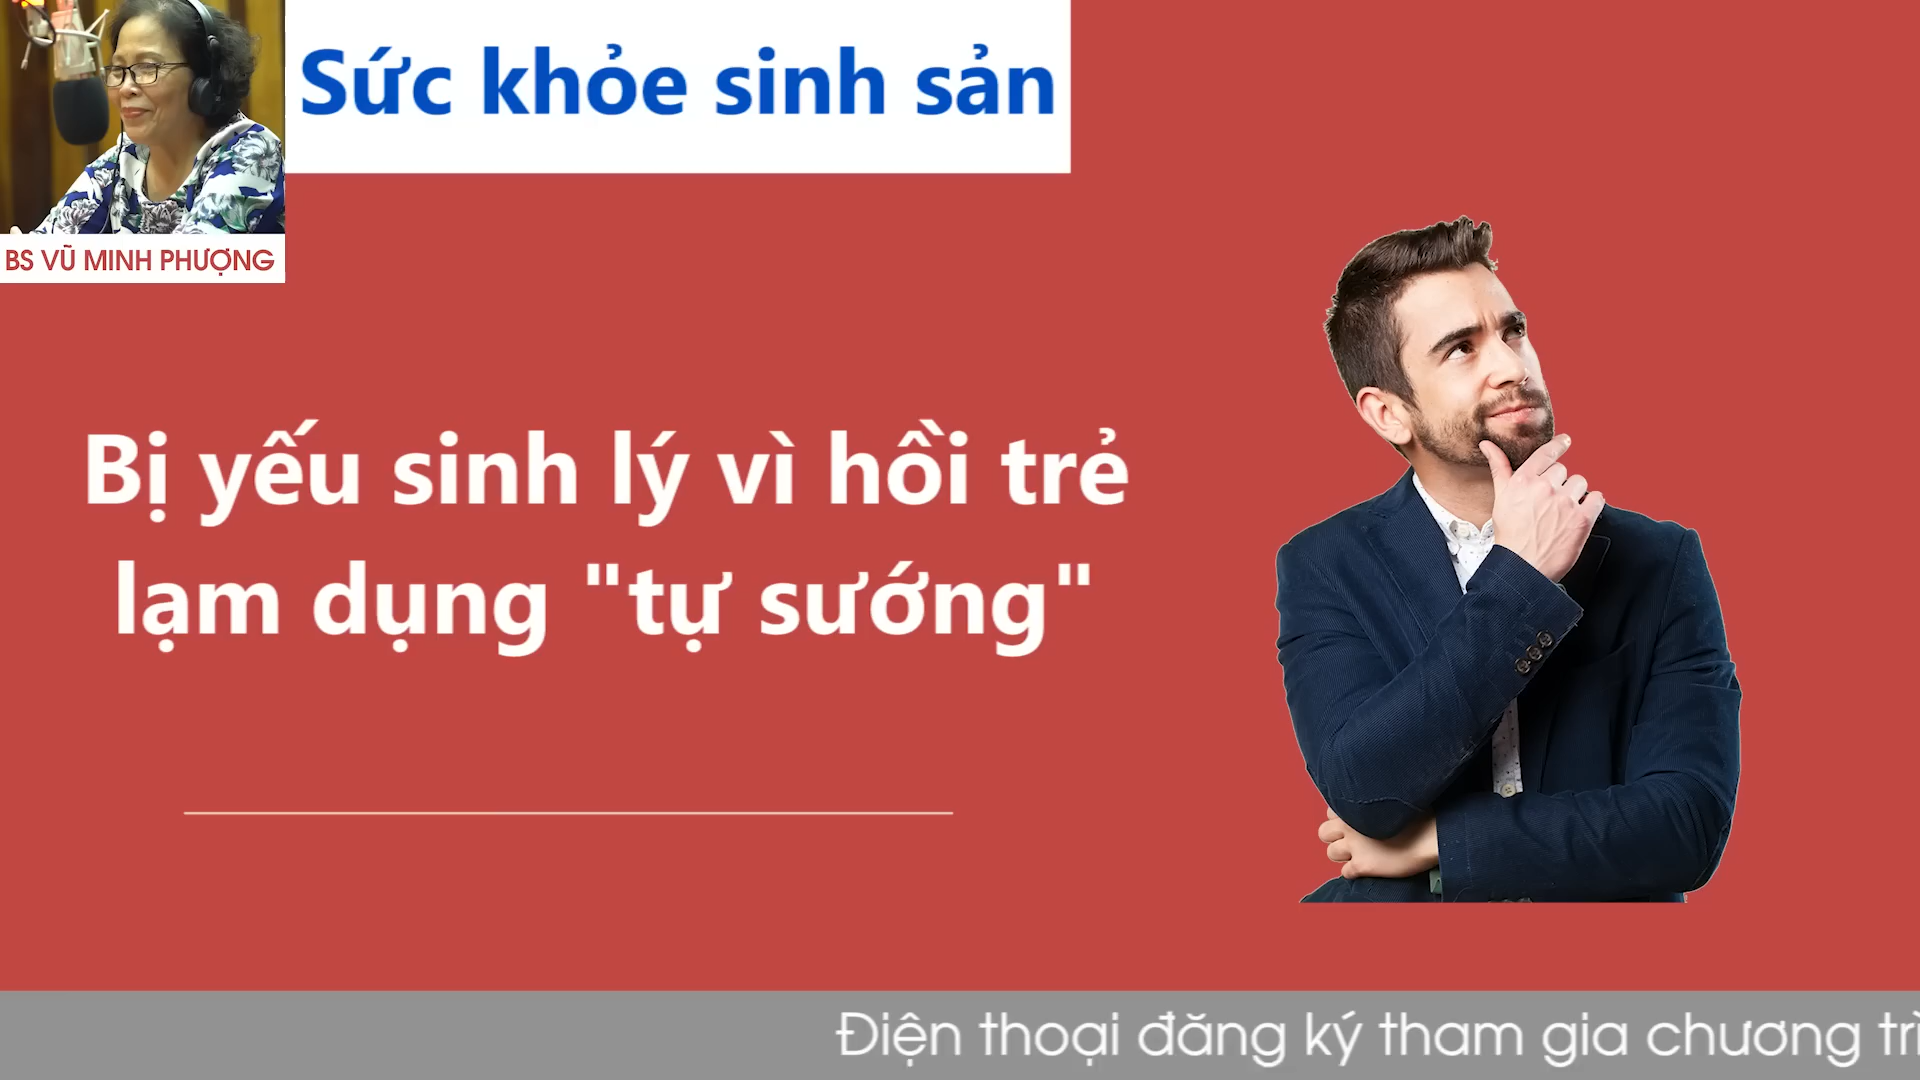 Sức khỏe sinh sản
BS VŨ MINH PHƯỢNG
Bị yếu sinh lý vì hồi trẻ
lạm dụng "tự sướng"
Điện thoại đăng ký tham gia chương